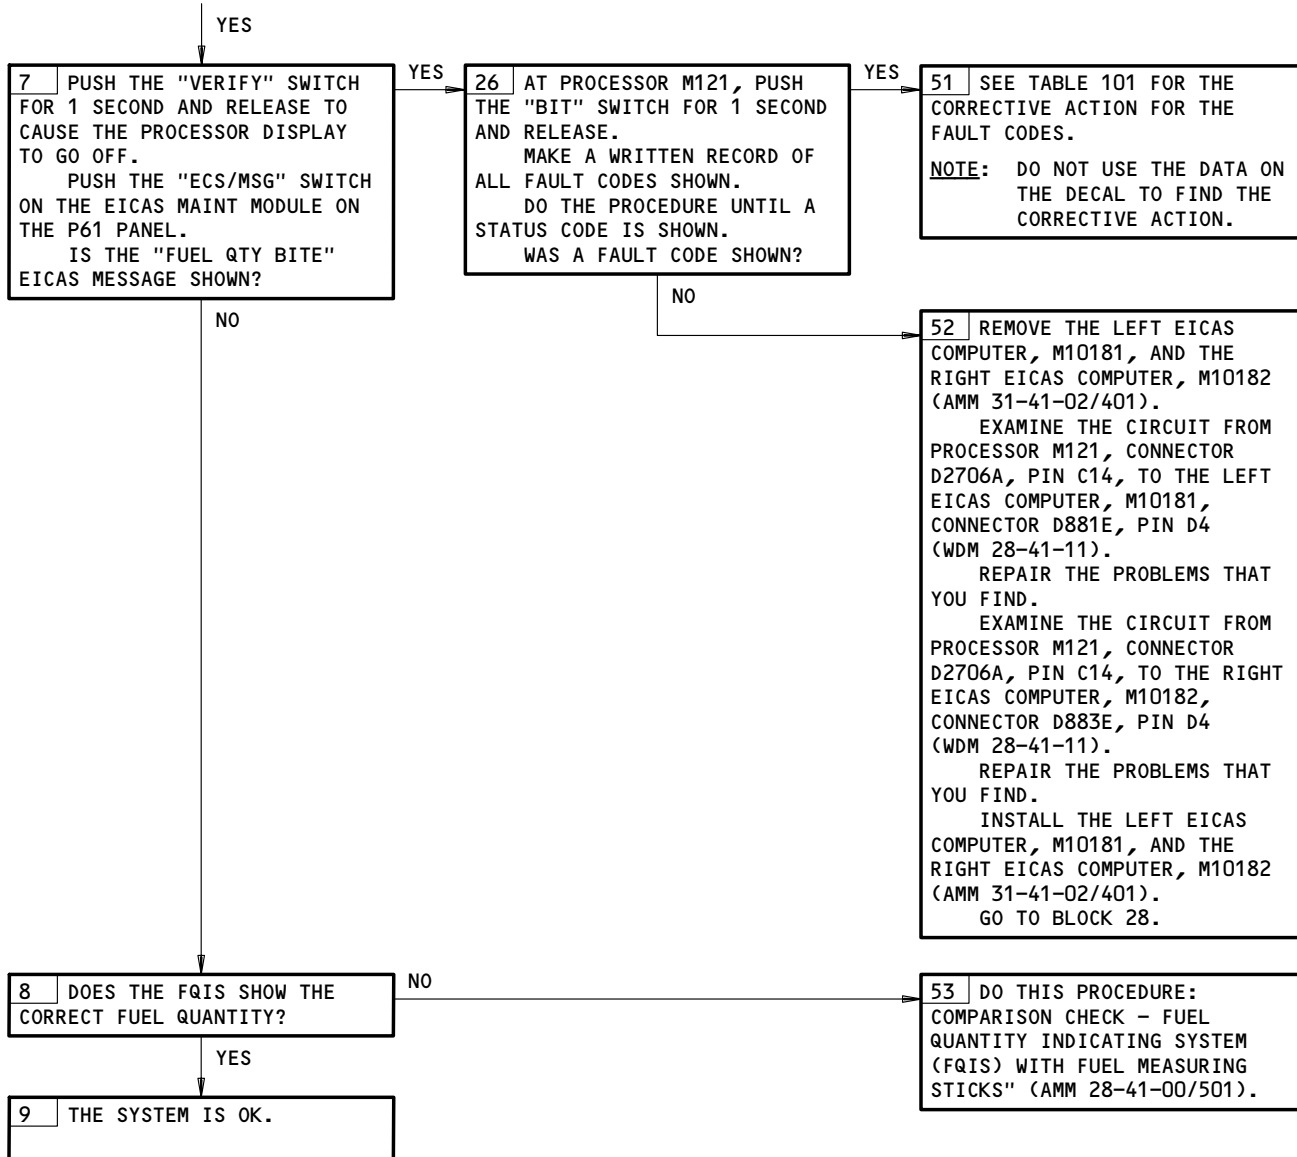 YES
7 PUSH THE "VERIFY" SWITCH
FOR 1 SECOND AND RELEASE TO
CAUSE THE PROCESSOR DISPLAY
TO GO OFF.
PUSH THE "ECS/MSG" SWITCH
ON THE EICAS MAINT MODULE ON
THE P61 PANEL.
IS THE "FUEL QTY BITE"
EICAS MESSAGE SHOWN?
YES
26 AT PROCESSOR M121, PUSH
THE "BIT" SWITCH FOR 1 SECOND
AND RELEASE.
MAKE A WRITTEN RECORD OF
ALL FAULT CODES SHOWN.
DO THE PROCEDURE UNTIL A
STATUS CODE IS SHOWN.
WAS A FAULT CODE SHOWN?
YES
51 SEE TABLE 101 FOR THE
CORRECTIVE ACTION FOR THE
FAULT CODES.
NOTE: DO NOT USE THE DATA ON
THE DECAL TO FIND THE
CORRECTIVE ACTION.
NO
NO
52 REMOVE THE LEFT EICAS
COMPUTER, M10181, AND THE
RIGHT EICAS COMPUTER, M10182
(AMM 31-41-02/401).
EXAMINE THE CIRCUIT FROM
PROCESSOR M121, CONNECTOR
D2706A, PIN C14, TO THE LEFT
EICAS COMPUTER, M10181,
CONNECTOR D881E, PIN D4
(WDM 28-41-11).
REPAIR THE PROBLEMS THAT
YOU FIND.
EXAMINE THE CIRCUIT FROM
PROCESSOR M121, CONNECTOR
D2706A, PIN C14, TO THE RIGHT
EICAS COMPUTER, M10182,
CONNECTOR D883E, PIN D4
(WDM 28-41-11).
REPAIR THE PROBLEMS THAT
YOU FIND.
INSTALL THE LEFT EICAS
COMPUTER, M10181, AND THE
RIGHT EICAS COMPUTER, M10182
(AMM 31-41-02/401).
GO TO BLOCK 28.
8 DOES THE FQIS SHOW THE
CORRECT FUEL QUANTITY?
NO
53 DO THIS PROCEDURE:
COMPARISON CHECK - FUEL
QUANTITY INDICATING SYSTEM
(FQIS) WITH FUEL MEASURING
STICKS" (AMM 28-41-00/501).
YES
9 THE SYSTEM IS OK.